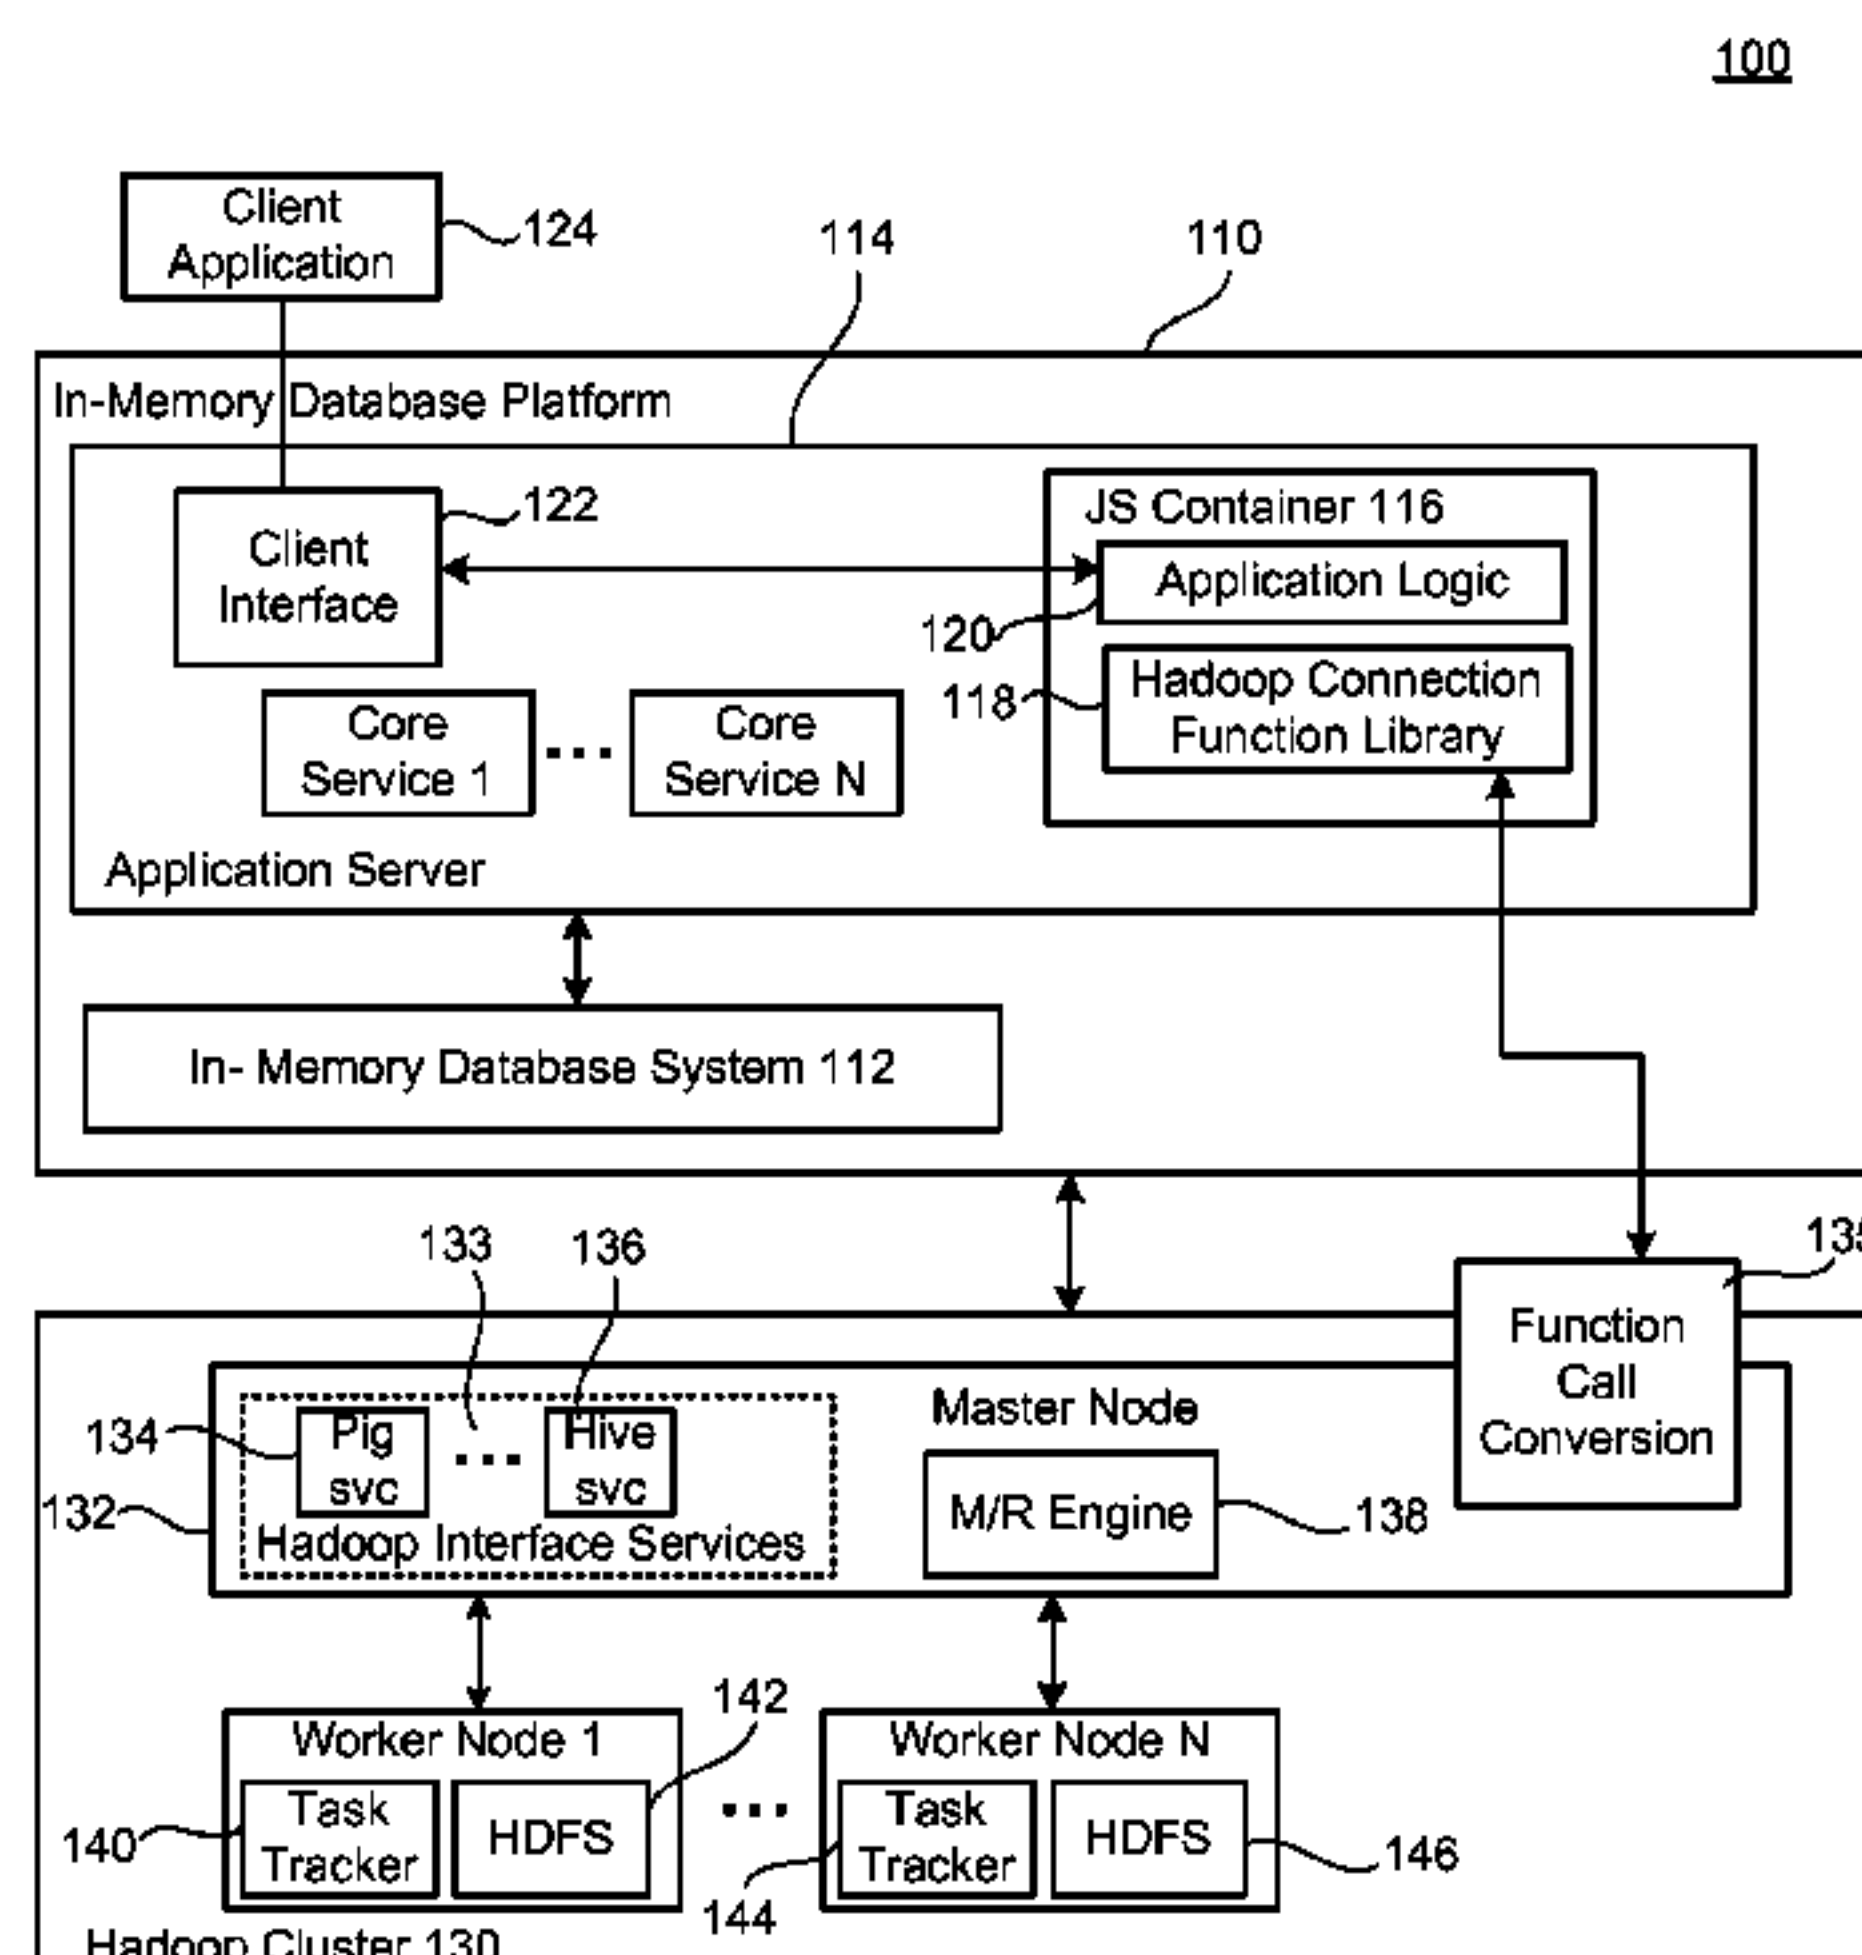 100
Client
Application
124
114
110
In-Memory Database Platform
122
Client
Interface
JS Container 116
Application Logic
120
Hadoop Connection
Function Library
118
Core
Service 1
...
Core
Service N
Application Server
In- Memory Database System 112
133
136
Function
Call
Conversion
Master Node
134
Pig
svc
...
Hive
svc
132
Hadoop Interface Services
M/R Engine
138
142
Worker Node 1
Worker Node N
140
Task
Tracker
HDFS
...
Task
Tracker
HDFS
146
144
Hadoop Cluster 130